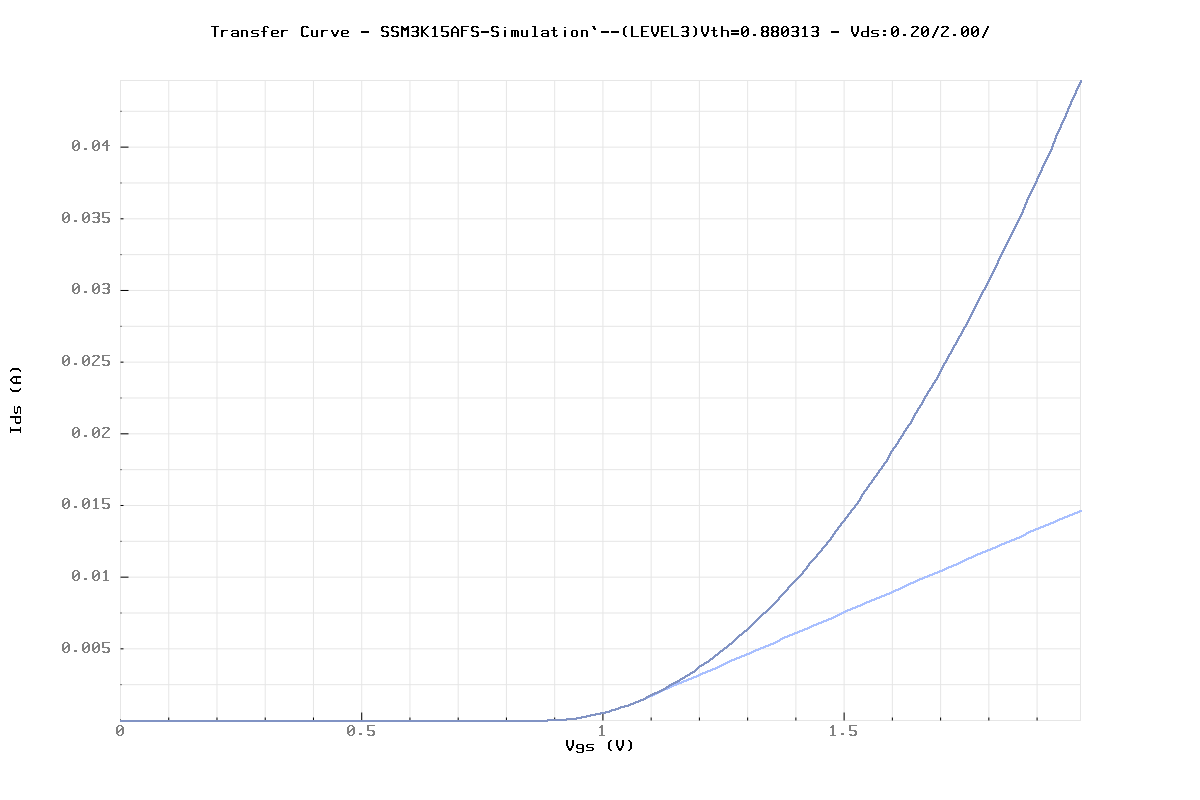 Transfer Curve - SSM3K15AFS-Simulation`--(LEVEL3)Vth=0.880313 - Vds:0.20/2.00/
0.04
0.035
0.03
0.025
0.02
0.015
0.01
0.005
Ids (A)
0 0.5 1 1.5
Vgs (V)